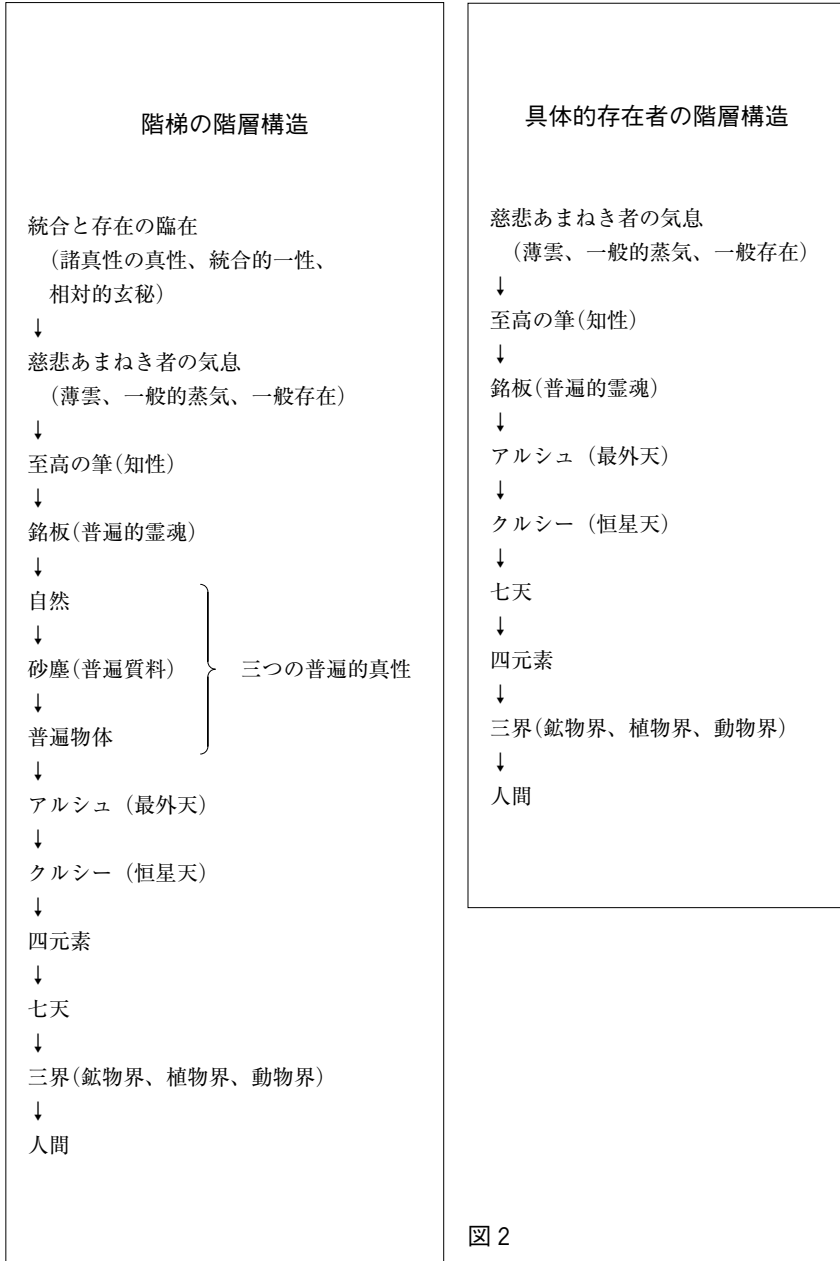 階梯の階層構造
統合と存在の臨在
（諸真性の真性、統合的一性、
相対的玄秘）
↓
慈悲あまねき者の気息
（薄雲、一般的蒸気、一般存在）
↓
至高の筆（知性）
↓
銘板（普遍的霊魂）
↓
自然
↓
砂塵（普遍質料） 三つの普遍的真性
↓
普遍物体
↓
アルシュ（最外天）
↓
クルシー（恒星天）
↓
四元素
↓
七天
↓
三界（鉱物界、植物界、動物界）
↓
人間
具体的存在者の階層構造
慈悲あまねき者の気息
（薄雲、一般的蒸気、一般存在）
↓
至高の筆（知性）
↓
銘板（普遍的霊魂）
↓
アルシュ（最外天）
↓
クルシー（恒星天）
↓
七天
↓
四元素
↓
三界（鉱物界、植物界、動物界）
↓
人間
図2